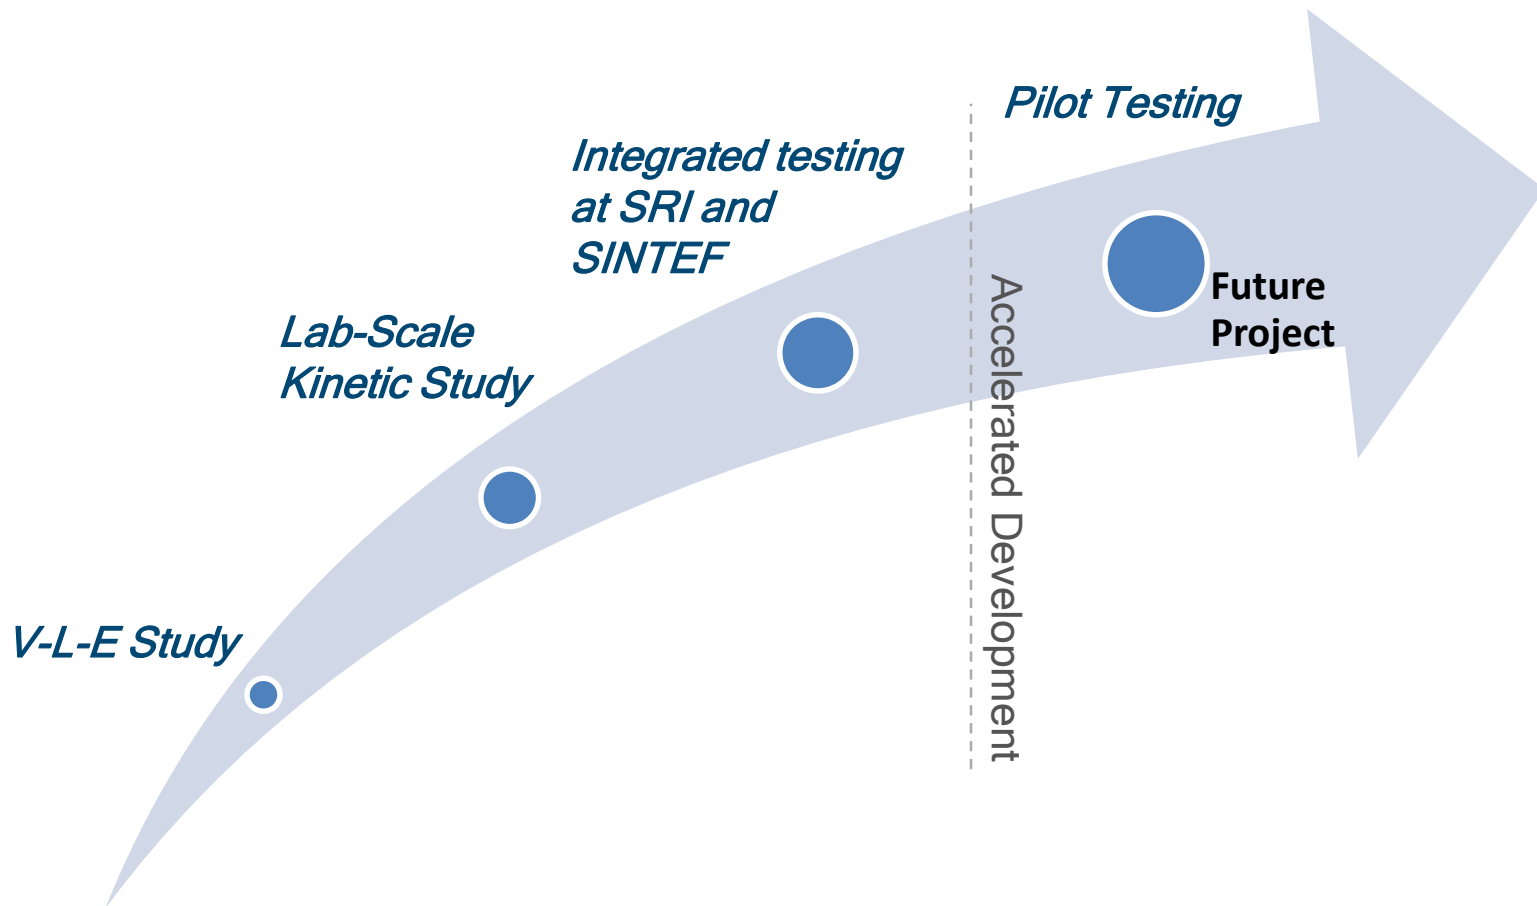 Pilot Testing
Integrated testing
at SRI and
SINTEF
Future
Project
Accelerated Development
Lab-Scale
Kinetic Study
V-L-E Study